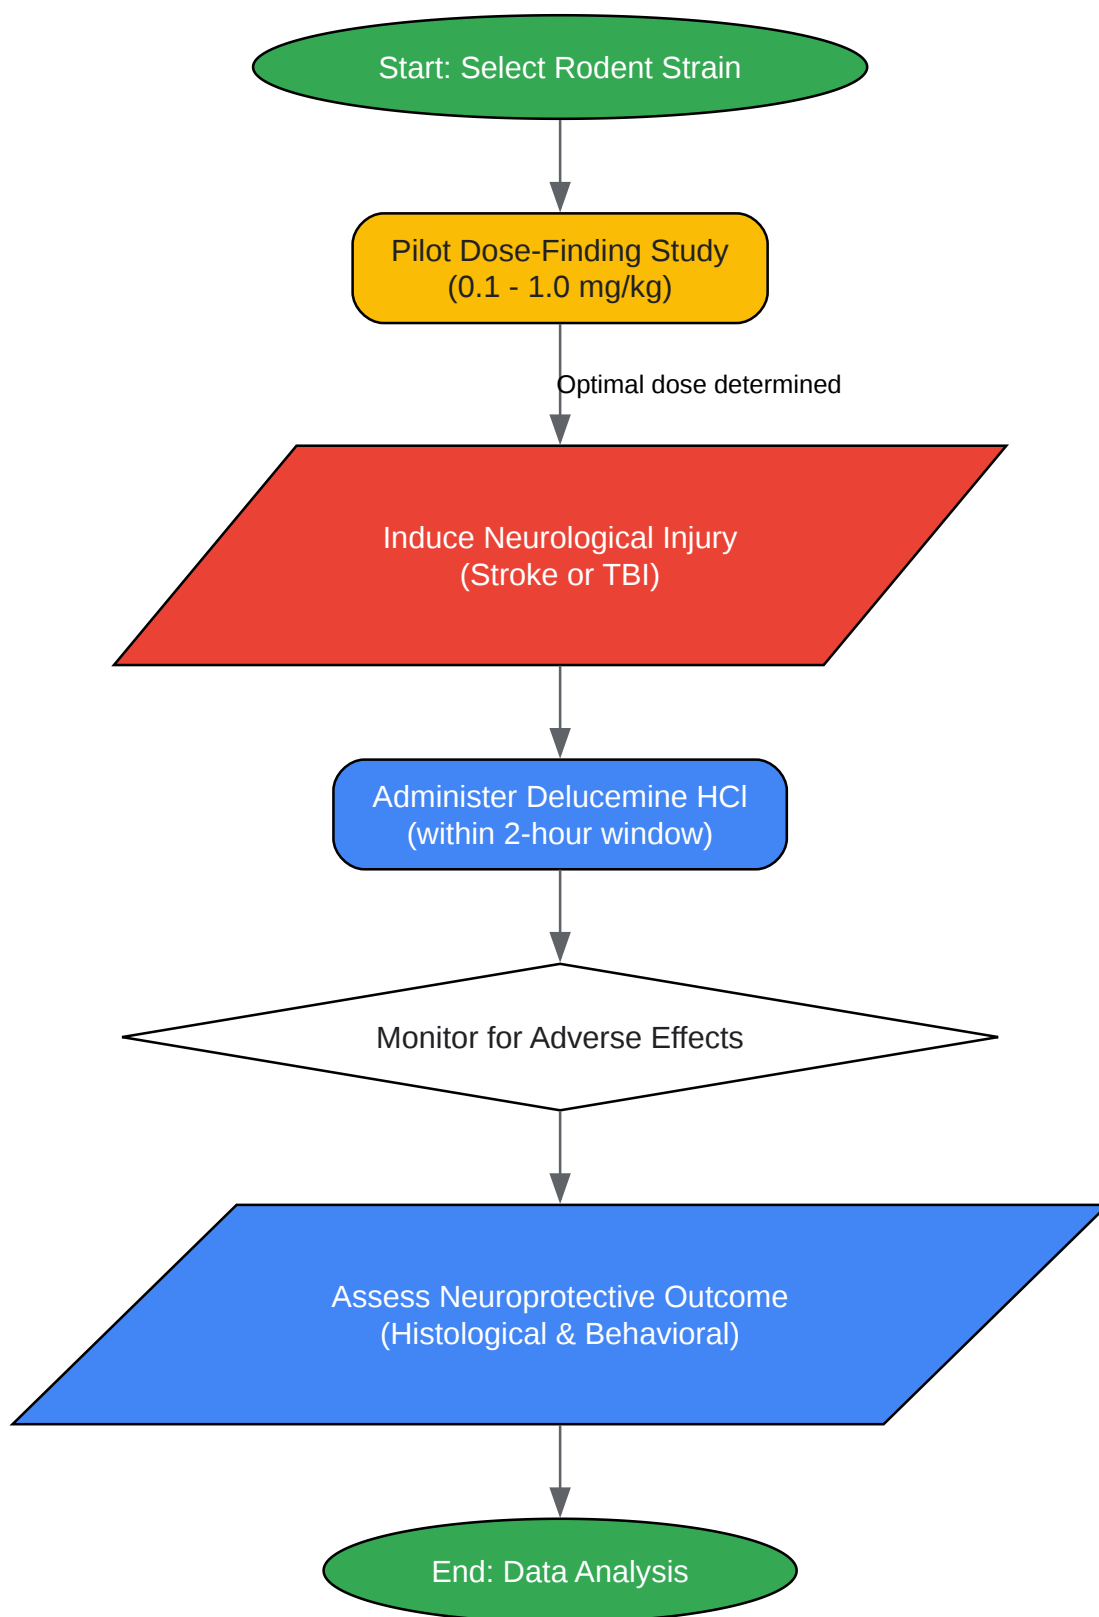 Start: Select Rodent Strain
Pilot Dose-Finding Study
(0.1 - 1.0 mg/kg)
Optimal dose determined
Induce Neurological Injury
(Stroke or TBI)
Administer Delucemine HCl
(within 2-hour window)
Monitor for Adverse Effects
Assess Neuroprotective Outcome
(Histological & Behavioral)
End: Data Analysis